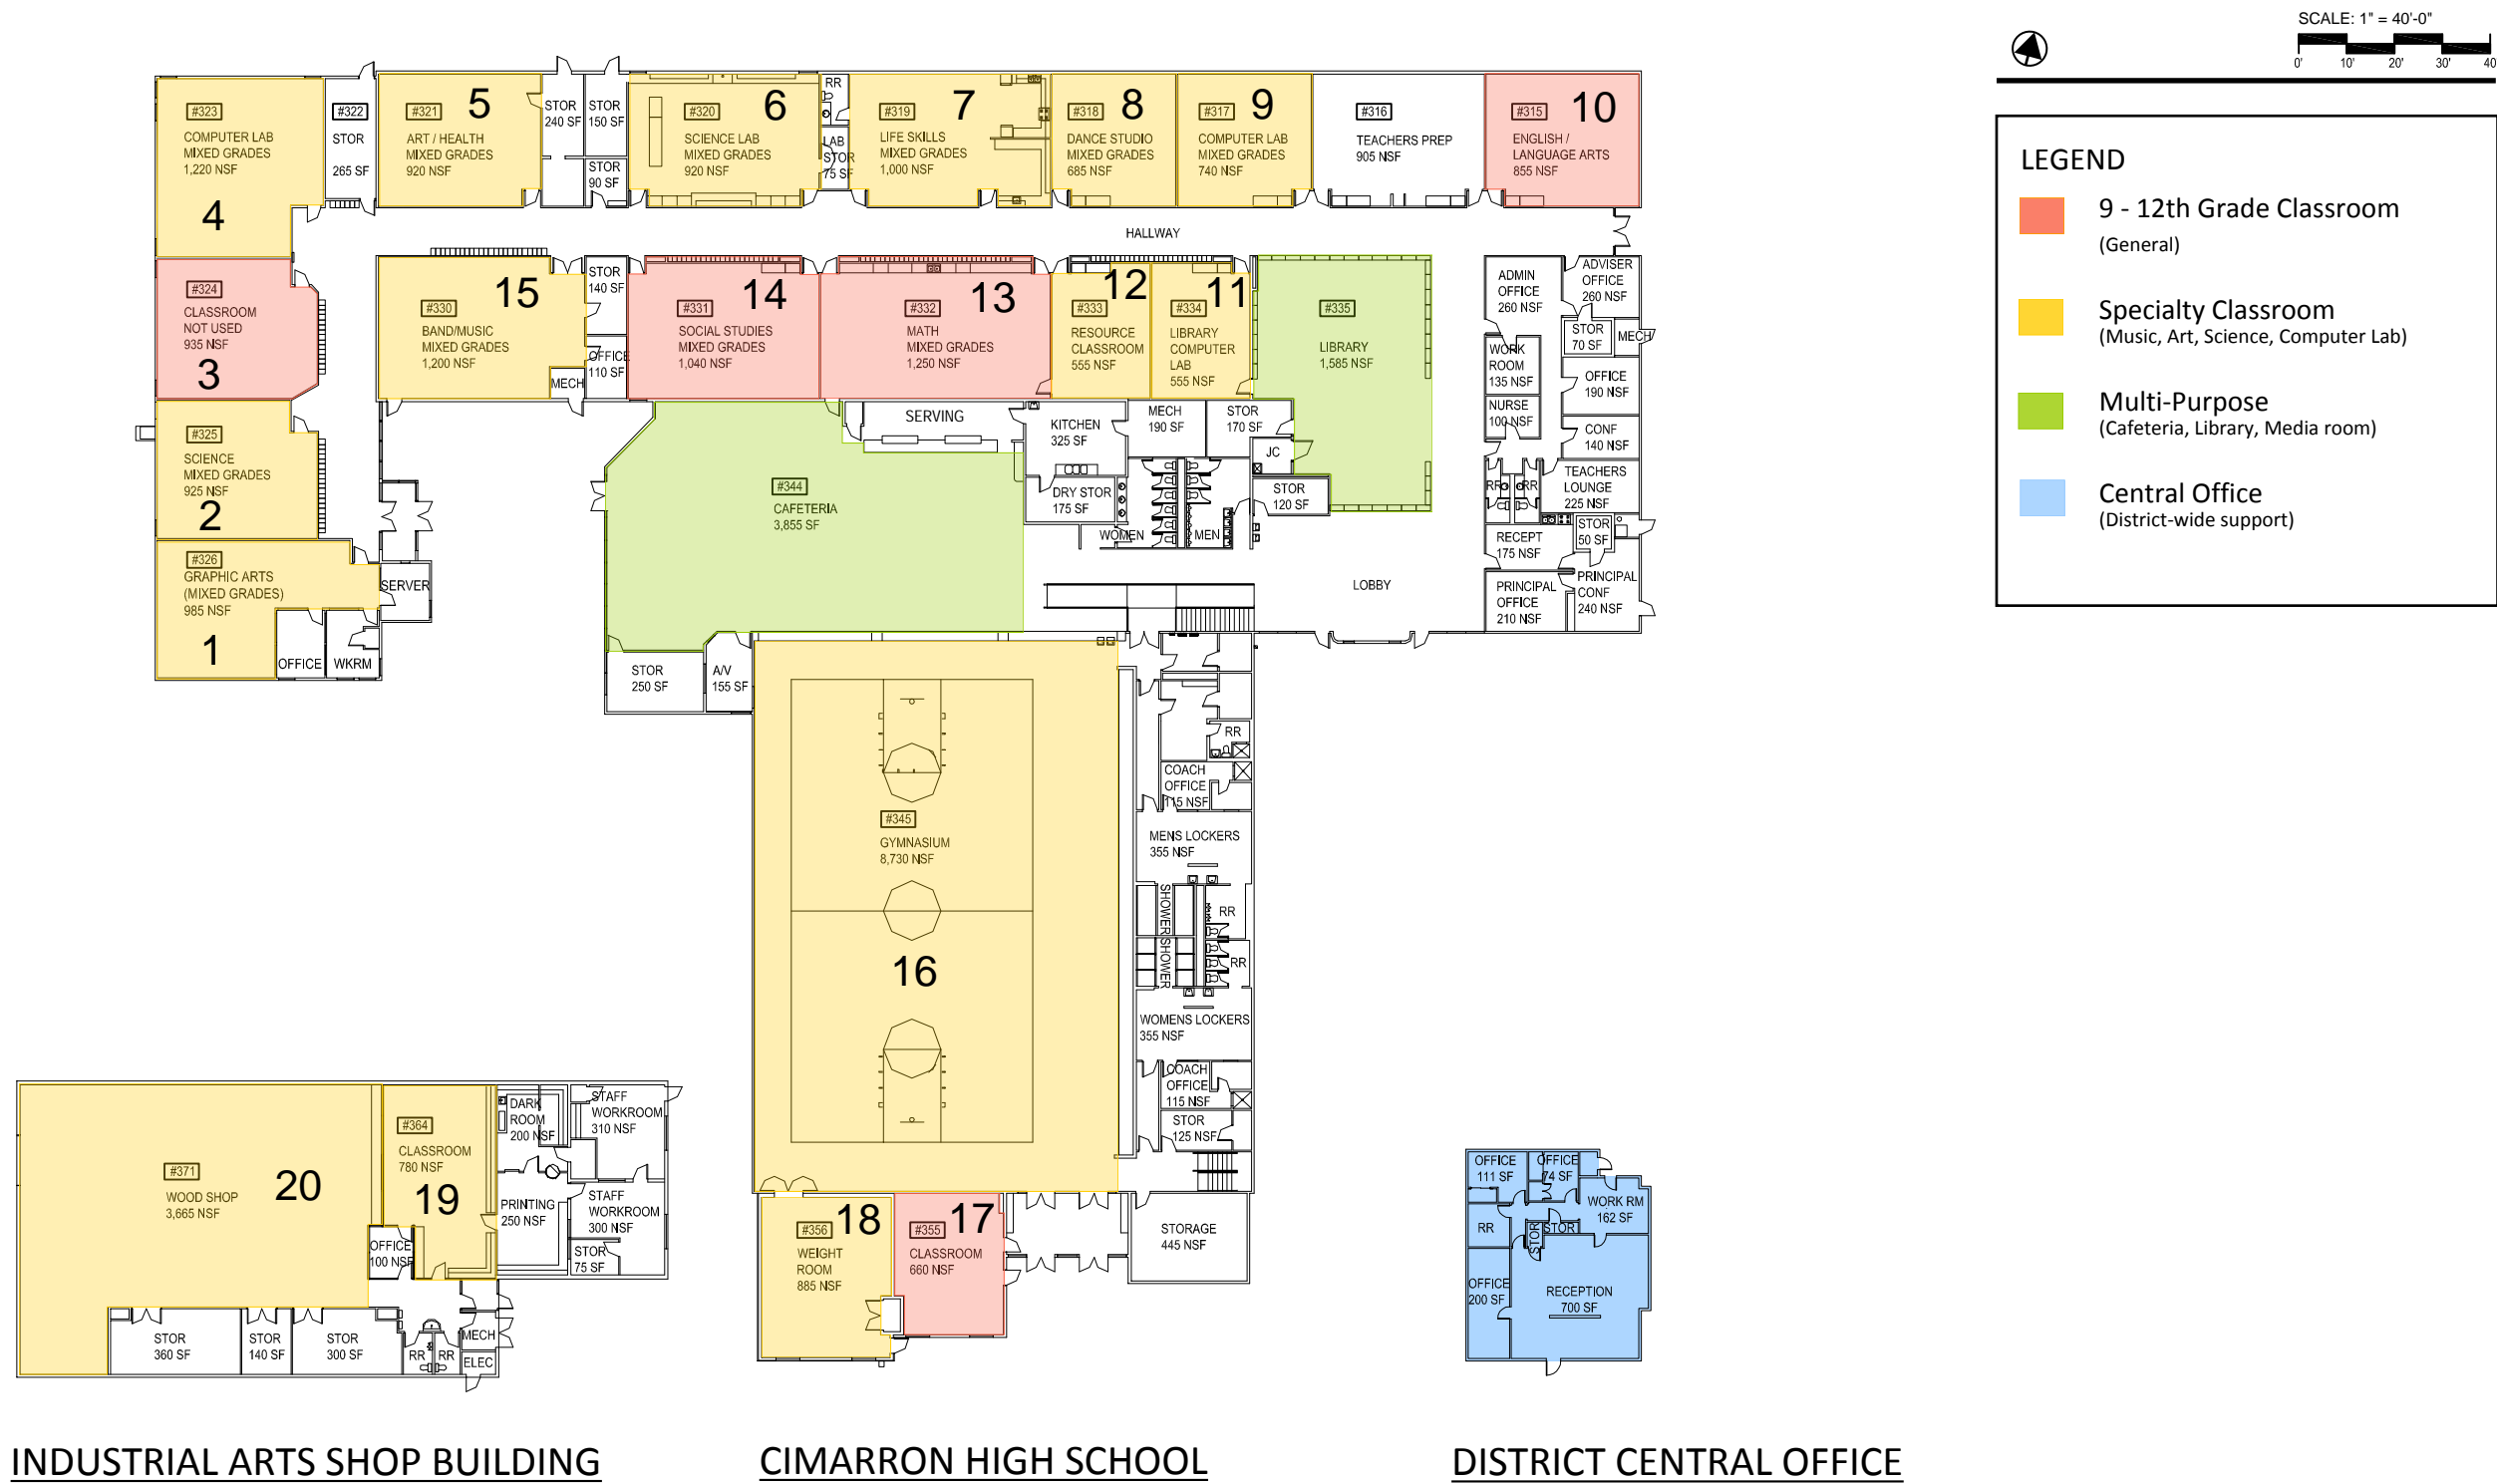 SCALE: 1" = 40'-0"
0' 10' 20' 30' 40'
LEGEND
9 - 12th Grade Classroom
(General)
Specialty Classroom
(Music, Art, Science, Computer Lab)
Multi-Purpose
(Cafeteria, Library, Media room)
Central Office
(District-wide support)
#323
COMPUTER LAB
MIXED GRADES
1,220 NSF
4
#322
STOR
265 SF
#321
5
ART / HEALTH
MIXED GRADES
920 NSF
STOR
240 SF
STOR
150 SF
STOR
90 SF
#320
6
SCIENCE LAB
MIXED GRADES
920 NSF
RR
LAB
STOR
75 SF
#319
7
LIFE SKILLS
MIXED GRADES
1,000 NSF
#318
8
DANCE STUDIO
MIXED GRADES
685 NSF
#317
9
COMPUTER LAB
MIXED GRADES
740 NSF
#316
TEACHERS PREP
905 NSF
#315
10
ENGLISH /
LANGUAGE ARTS
855 NSF
HALLWAY
#324
CLASSROOM
NOT USED
935 NSF
3
#330
15
BAND/MUSIC
MIXED GRADES
1,200 NSF
STOR
140 SF
OFFICE
110 SF
MECH
#331
14
SOCIAL STUDIES
MIXED GRADES
1,040 NSF
#332
13
MATH
MIXED GRADES
1,250 NSF
12
#333
RESOURCE
CLASSROOM
555 NSF
11
#334
LIBRARY
COMPUTER
LAB
555 NSF
#335
LIBRARY
1,585 NSF
ADMIN
OFFICE
260 NSF
ADVISER
OFFICE
260 NSF
STOR
70 SF
MECH
WORK
ROOM
135 NSF
OFFICE
190 NSF
NURSE
100 NSF
CONF
140 NSF
TEACHERS
LOUNGE
225 NSF
RR
RR
STOR
50 SF
RECEPT
175 NSF
PRINCIPAL
OFFICE
210 NSF
PRINCIPAL
CONF
240 NSF
#325
SCIENCE
MIXED GRADES
925 NSF
2
#326
GRAPHIC ARTS
(MIXED GRADES)
985 NSF
1
SERVER
OFFICE
WKRM
#344
CAFETERIA
3,855 SF
SERVING
KITCHEN
325 SF
DRY STOR
175 SF
MECH
190 SF
STOR
170 SF
JC
STOR
120 SF
WOMEN
MEN
LOBBY
STOR
250 SF
A/V
155 SF
#345
GYMNASIUM
8,730 NSF
16
RR
COACH
OFFICE
115 NSF
MENS LOCKERS
355 NSF
SHOWER
RR
SHOWER
RR
WOMENS LOCKERS
355 NSF
COACH
OFFICE
115 NSF
STOR
125 NSF
STORAGE
445 NSF
#356
18
WEIGHT
ROOM
885 NSF
#355
17
CLASSROOM
660 NSF
#371
WOOD SHOP
3,665 NSF
20
#364
CLASSROOM
780 NSF
19
OFFICE
100 NSF
DARK
ROOM
200 NSF
STAFF
WORKROOM
310 NSF
PRINTING
250 NSF
STAFF
WORKROOM
300 NSF
STOR
75 SF
STOR
360 SF
STOR
140 SF
STOR
300 SF
RR
RR
MECH
ELEC
OFFICE
111 SF
OFFICE
74 SF
WORK RM
162 SF
RR
STOR
STOR
OFFICE
200 SF
RECEPTION
700 SF
INDUSTRIAL ARTS SHOP BUILDING
CIMARRON HIGH SCHOOL
DISTRICT CENTRAL OFFICE